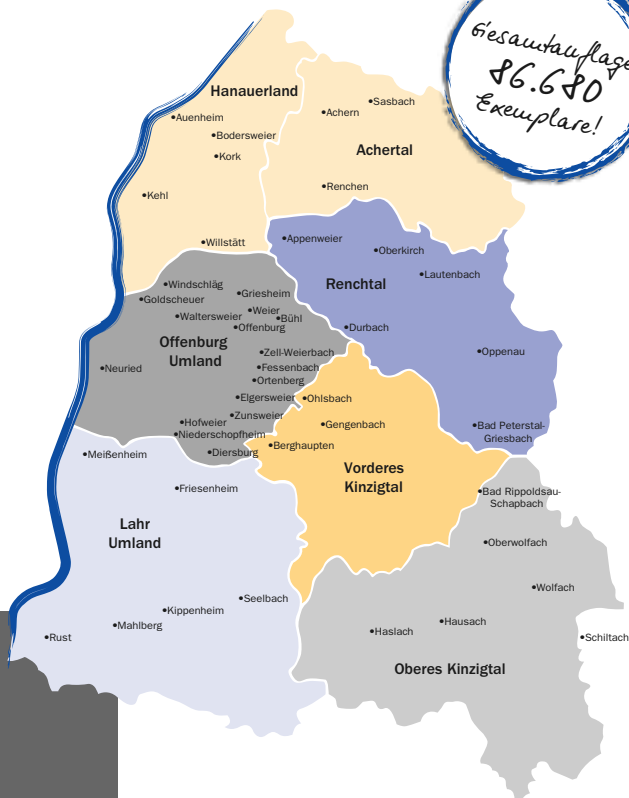 Gesamtauflage
86.680
Exemplare!
Hanauerland
•Sasbach
•Achern
•Auenheim
•Bodersweier
Achertal
•Kork
•Renchen
•Kehl
•Appenweier
•Willstätt
•Oberkirch
•Lautenbach
Renchtal
•Windschläg
•Griesheim
•Goldscheuer
•Weier
•Waltersweier
•Bühl
•Offenburg
•Durbach
Offenburg
Umland
•Zell-Weierbach
•Oppenau
•Neuried
•Fessenbach
•Ortenberg
•Elgersweier
•Ohlsbach
•Zunsweier
•Hofweier
•Gengenbach
•Bad Peterstal-
Griesbach
•Niederschopfheim
•Berghaupten
•Diersburg
•Meißenheim
Vorderes
Kinzigtal
•Friesenheim
•Bad Rippoldsau-
Schapbach
Lahr
Umland
•Oberwolfach
•Wolfach
•Seelbach
•Kippenheim
•Mahlberg
•Hausach
•Haslach
•Rust
•Schiltach
Oberes Kinzigtal